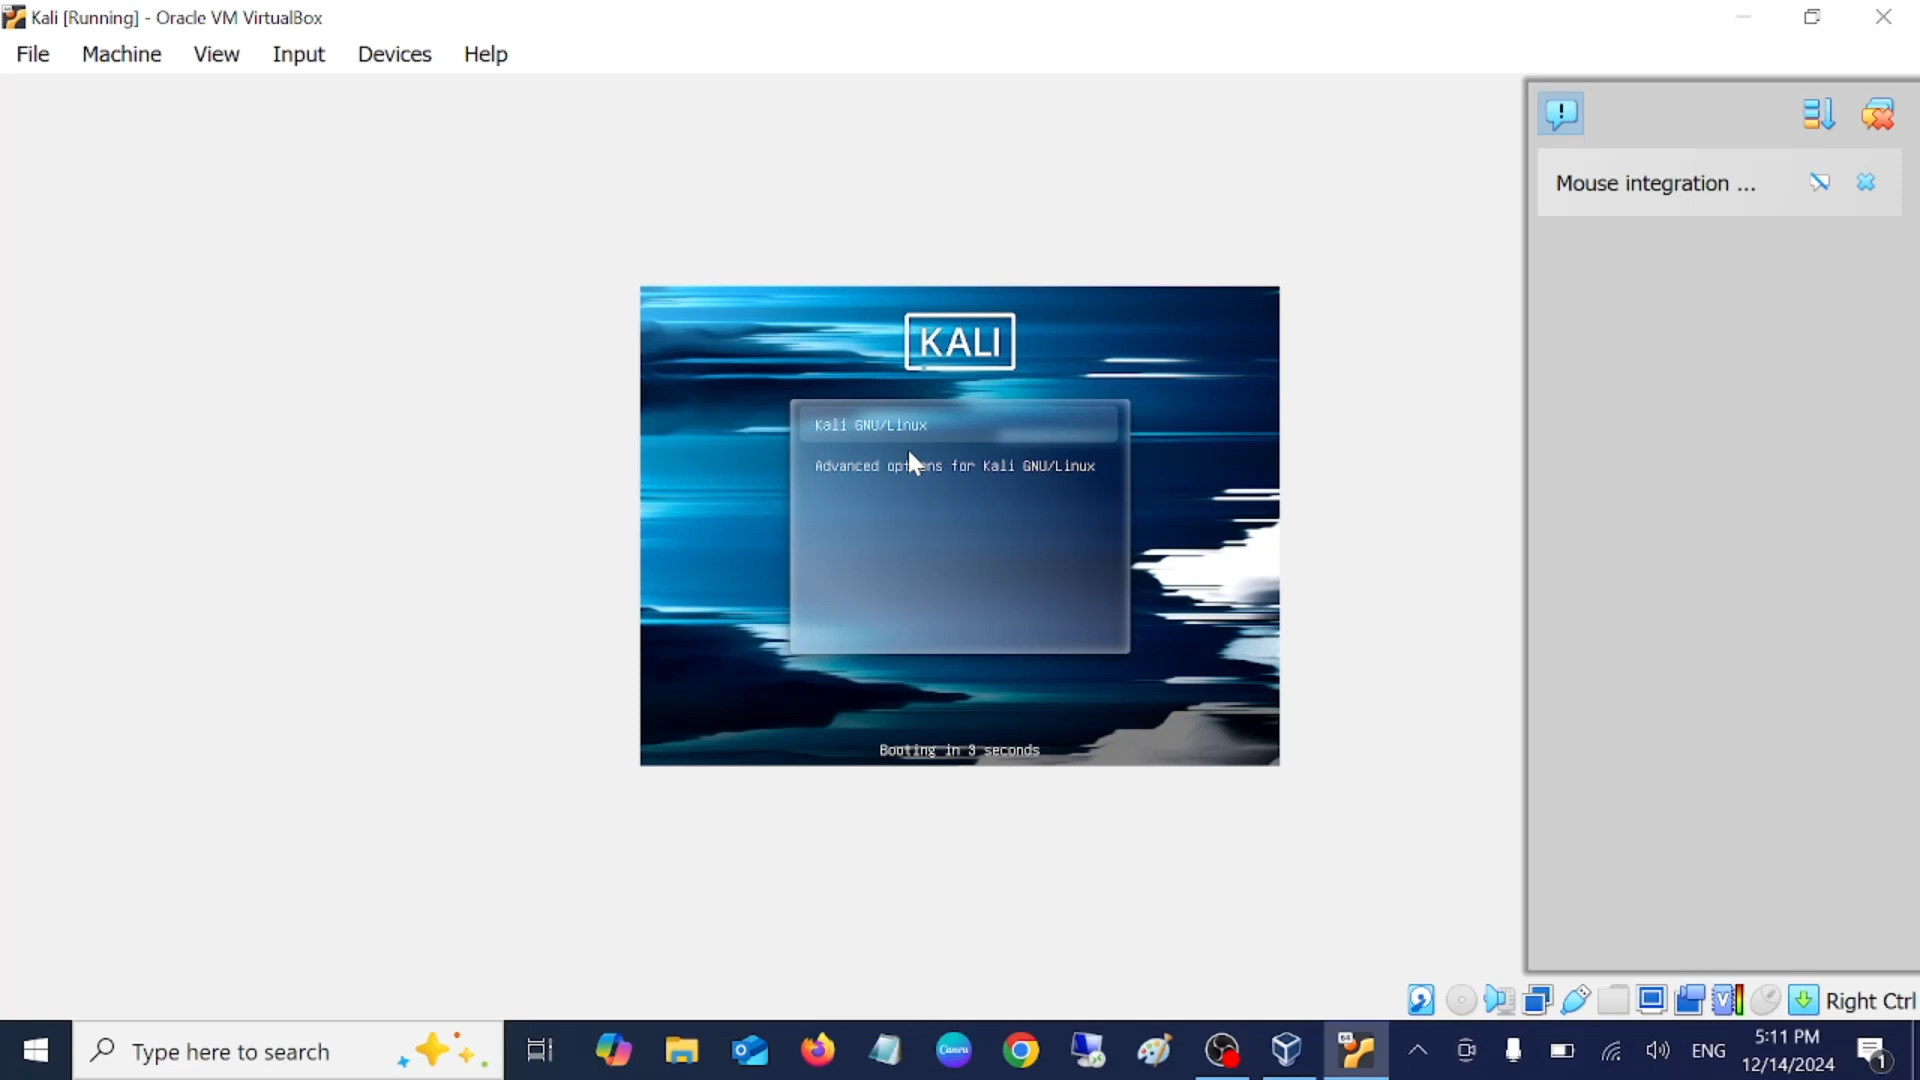 Kali [Running] - Oracle VM VirtualBox
File Machine View Input Devices Help
Mouse integration ...
KALI
Kali GNU/Linux
Advanced options for Kali GNU/Linux
Booting in 3 seconds
Right Ctrl
Type here to search
Canva
ENG
5:11 PM
12/14/2024
1